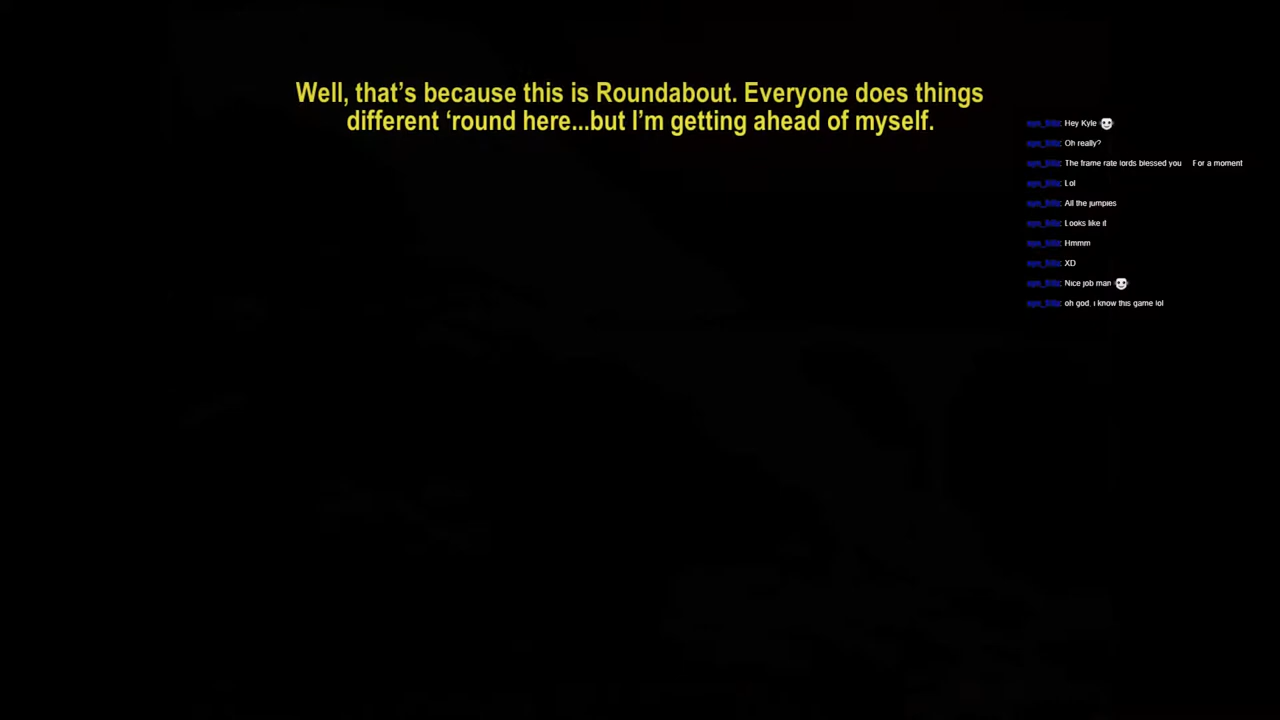 Well, that’s because this is Roundabout. Everyone does things
different ‘round here...but I’m getting ahead of myself.
Hey Kyle
Oh really?
The frame rate lords blessed you For a moment
Lol
All the jumpies
Looks like it
Hmmm
XD
Nice job man
oh god, i know this game lol